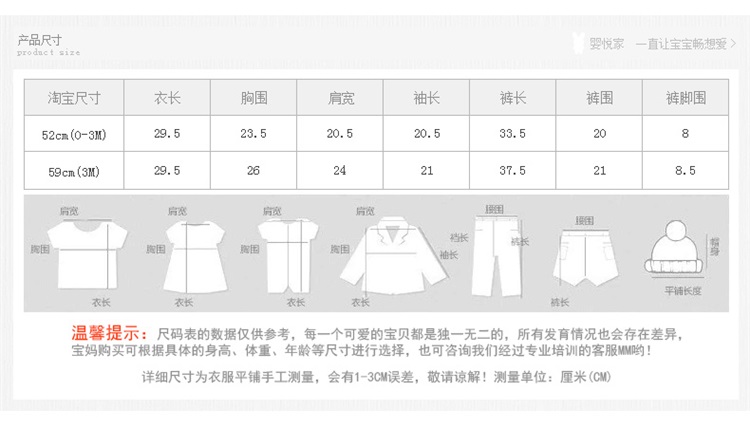 产品尺寸
product size
婴悦家 一直让宝宝畅想爱 >
淘宝尺寸 衣长 胸围 肩宽 袖长 裤长 裤围 裤脚围
52cm(0-3M) 29.5 23.5 20.5 20.5 33.5 20 8
59cm(3M) 29.5 26 24 21 37.5 21 8.5
肩宽 肩宽 肩宽 肩宽 腰围 腰围
胸围 胸围 胸围 胸围 裆长 袖长 裤长 帽身
衣长 衣长 衣长 衣长 裤长 平铺长度
温馨提示：尺码表的数据仅供参考，每一个可爱的宝贝都是独一无二的，所有发育情况也会存在差异，
宝妈购买可根据具体的身高、体重、年龄等尺寸进行选择，也可咨询我们经过专业培训的客服MM哟！
详细尺寸为衣服平铺手工测量，会有1-3CM误差，敬请谅解！测量单位：厘米(CM)